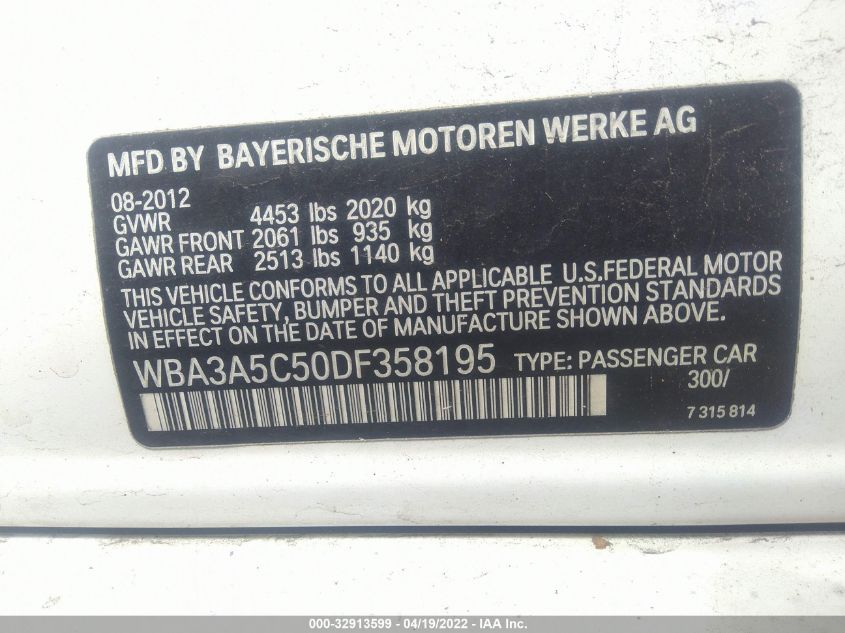 MFD BY BAYERISCHE MOTOREN WERKE AG
08-2012
GVWR 4453 lbs 2020 kg
GAWR FRONT 2061 lbs 935 kg
GAWR REAR 2513 lbs 1140 kg
THIS VEHICLE CONFORMS TO ALL APPLICABLE U.S.FEDERAL MOTOR
VEHICLE SAFETY, BUMPER AND THEFT PREVENTION STANDARDS
IN EFFECT ON THE DATE OF MANUFACTURE SHOWN ABOVE.
WBA3A5C50DF358195 TYPE: PASSENGER CAR
300/
7 315 814
000-32913599 - 04/19/2022 - IAA Inc.